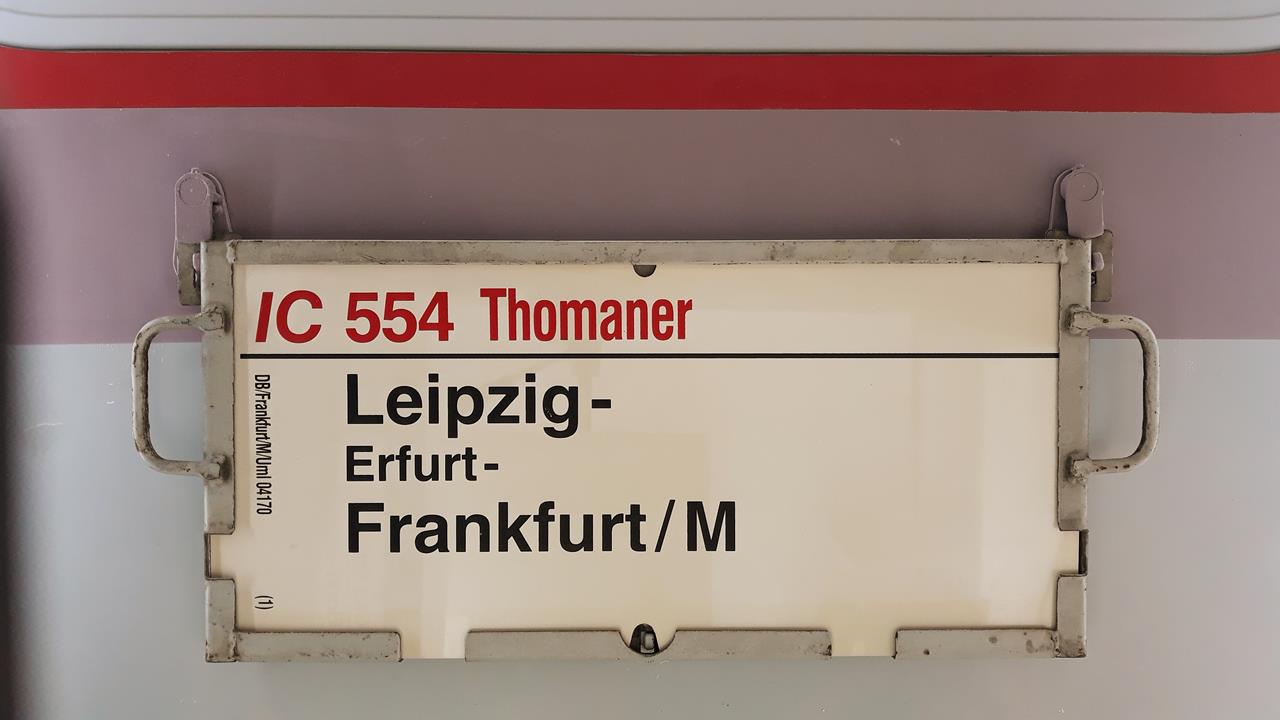 IC 554 Thomaner
Leipzig-
Erfurt-
Frankfurt/M
DB/Frankfurt/M/Uml 04170
(1)